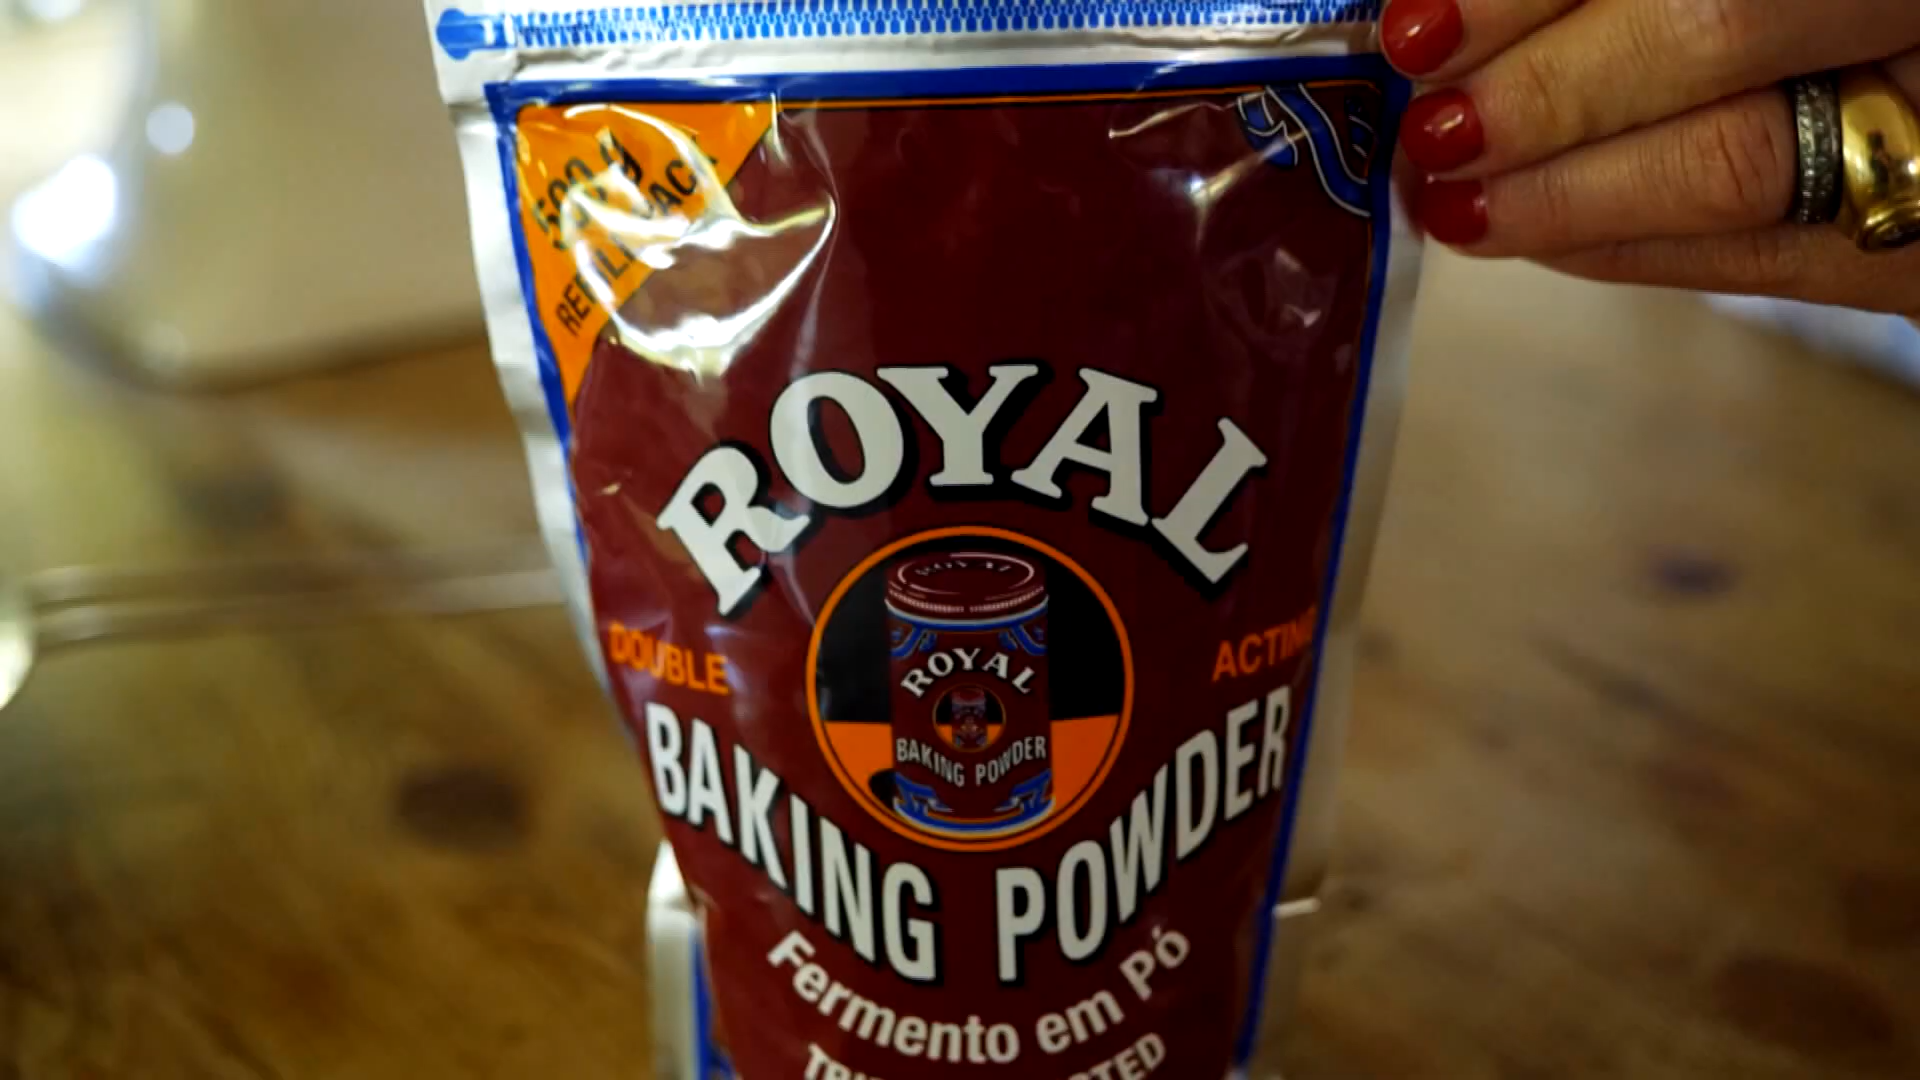 500 g
REFILL PACK
ROYAL
DOUBLE ACTING
ROYAL
ROYAL
BAKING POWDER
BAKING POWDER
Fermento em Pó